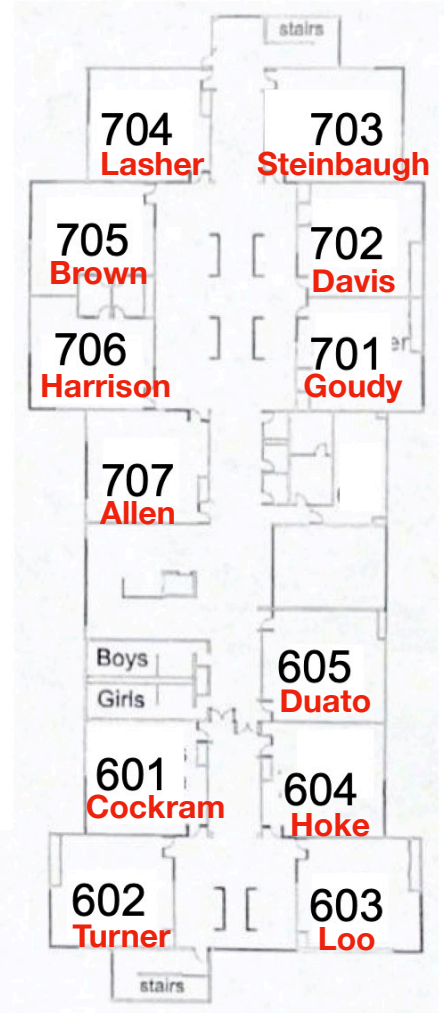 stairs
704
Lasher
703
Steinbaugh
705
Brown
702
Davis
706
Harrison
701
Goudy
707
Allen
Boys
Girls
605
Duato
601
Cockram
604
Hoke
602
Turner
603
Loo
stairs